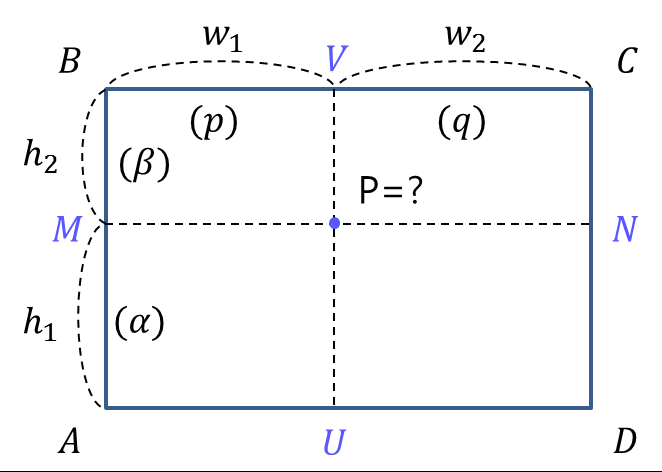 w₁ V w₂
B C
(p) (q)
h₂ (β)
P=?
M N
h₁ (α)
A U D